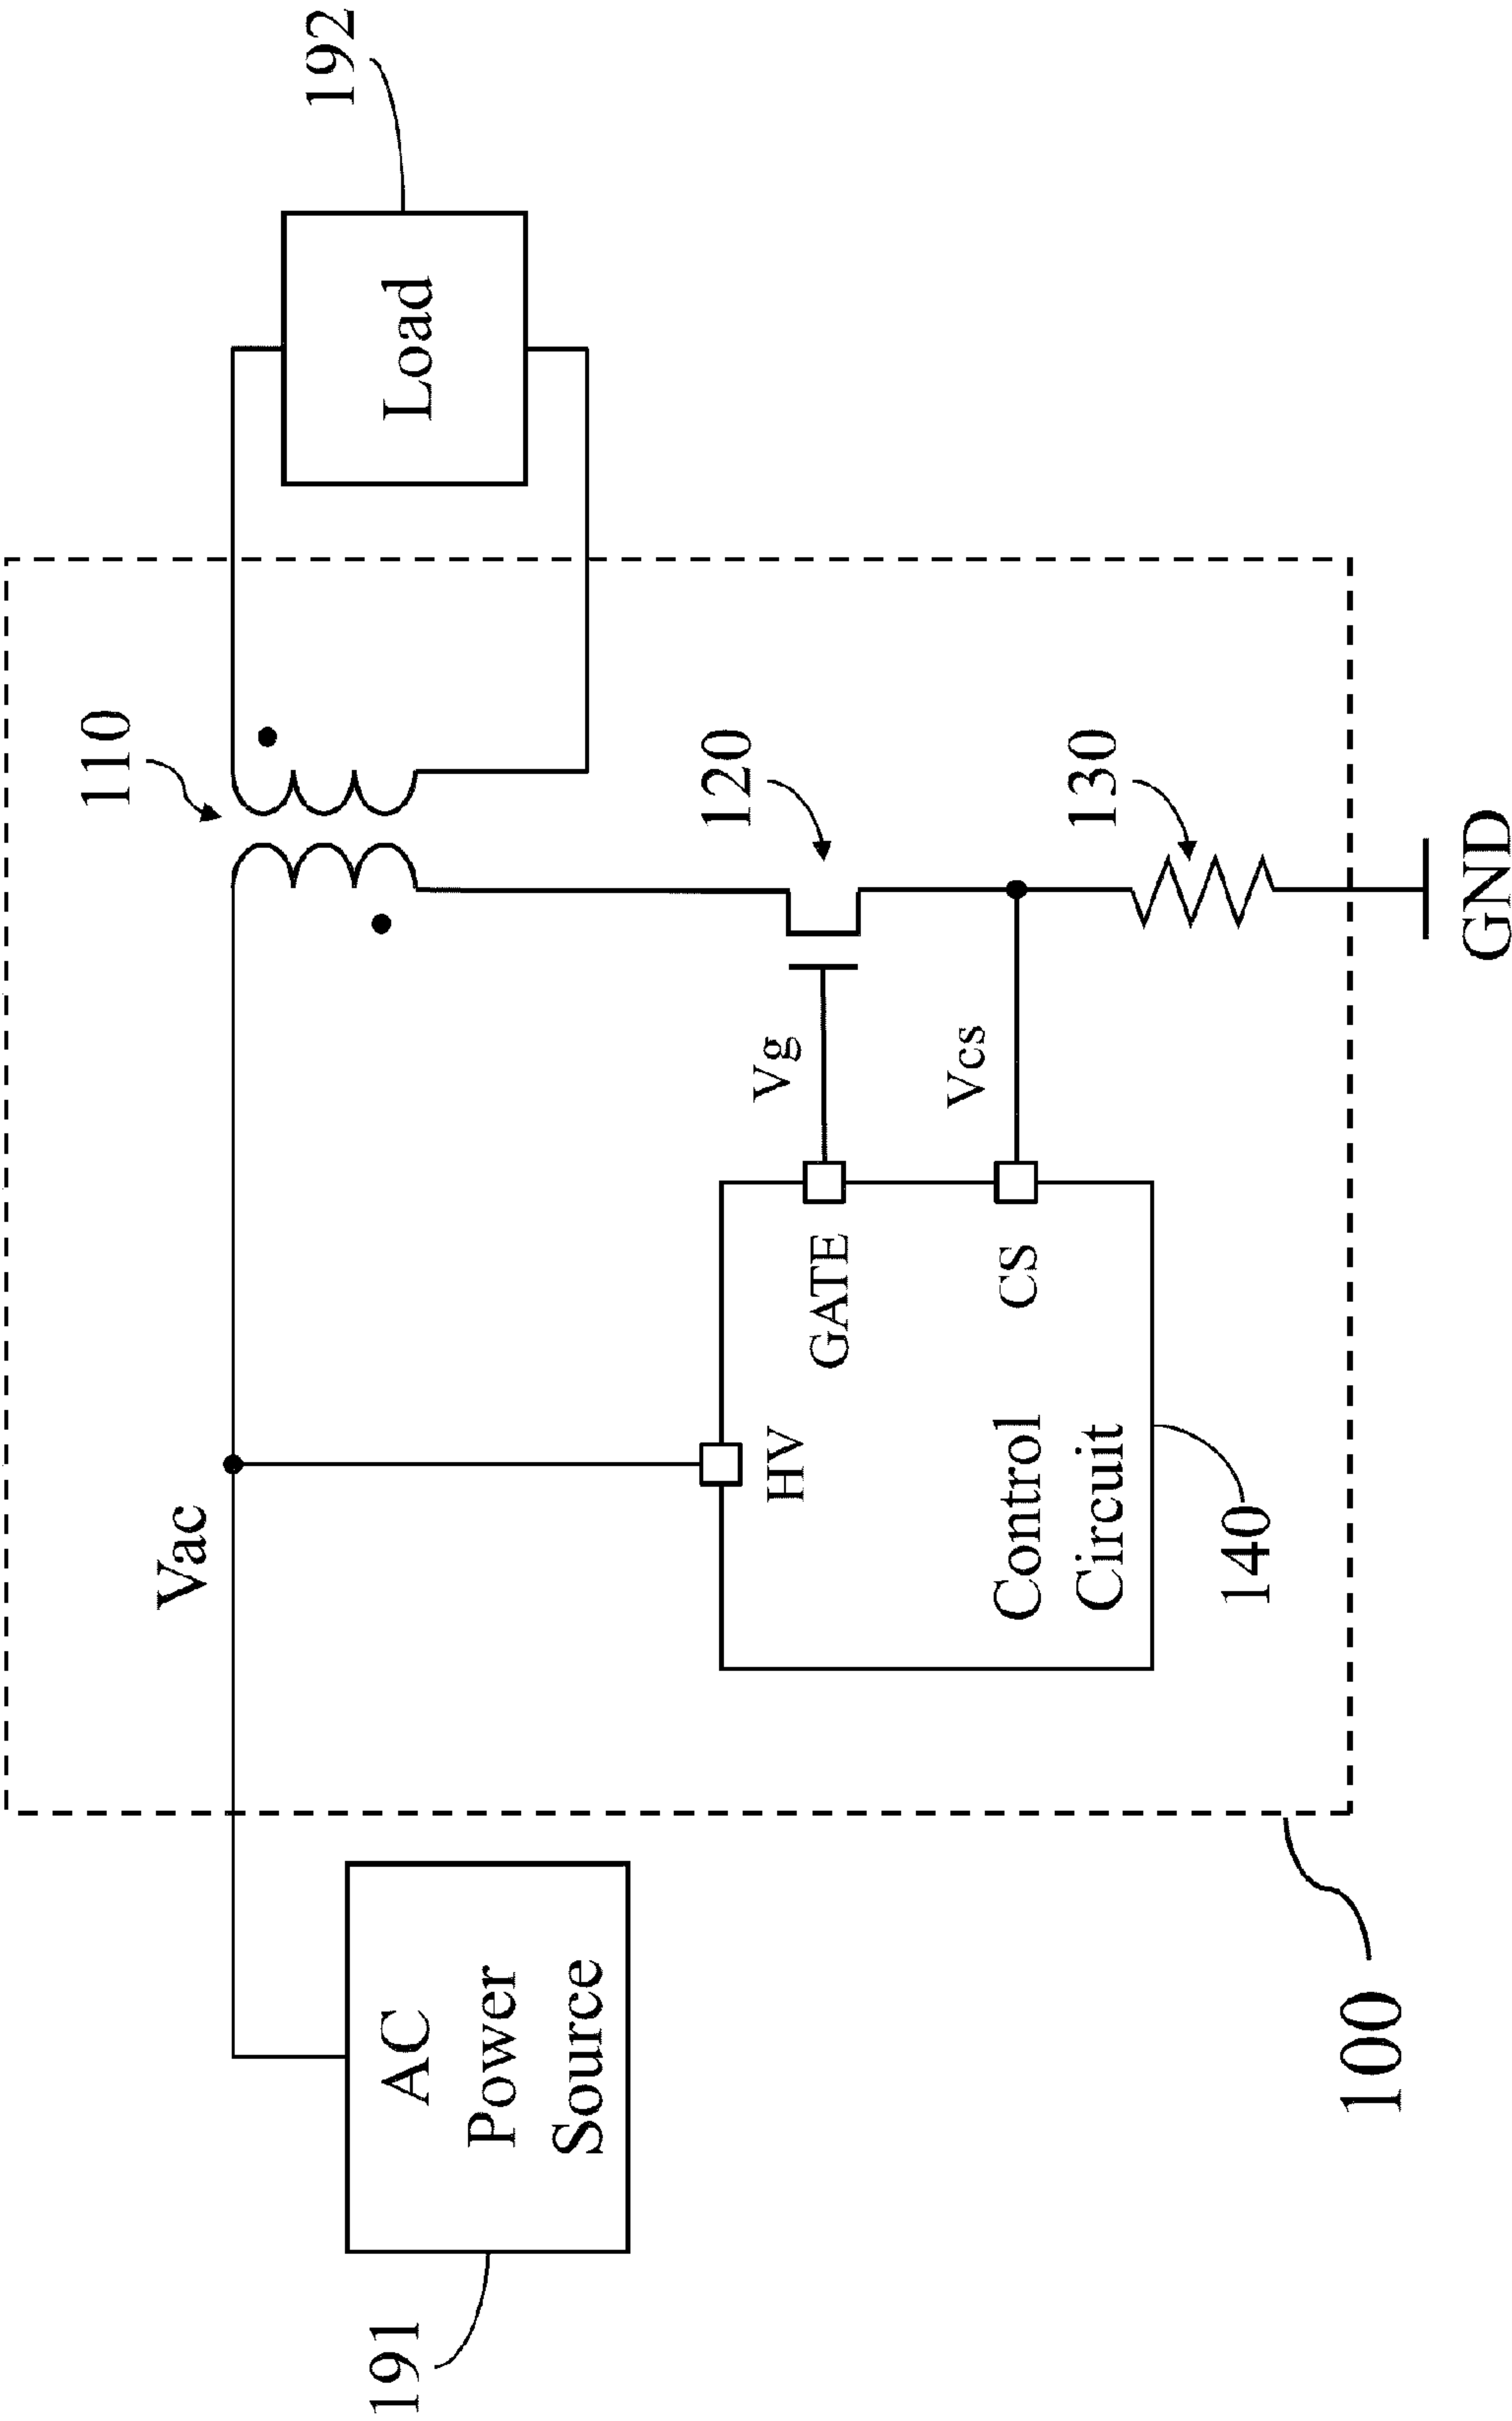 110
192
Vac
Load
AC
Power
Source
191
Vg
120
HV
GATE
Vcs
CS
Control
Circuit
130
140
100
GND